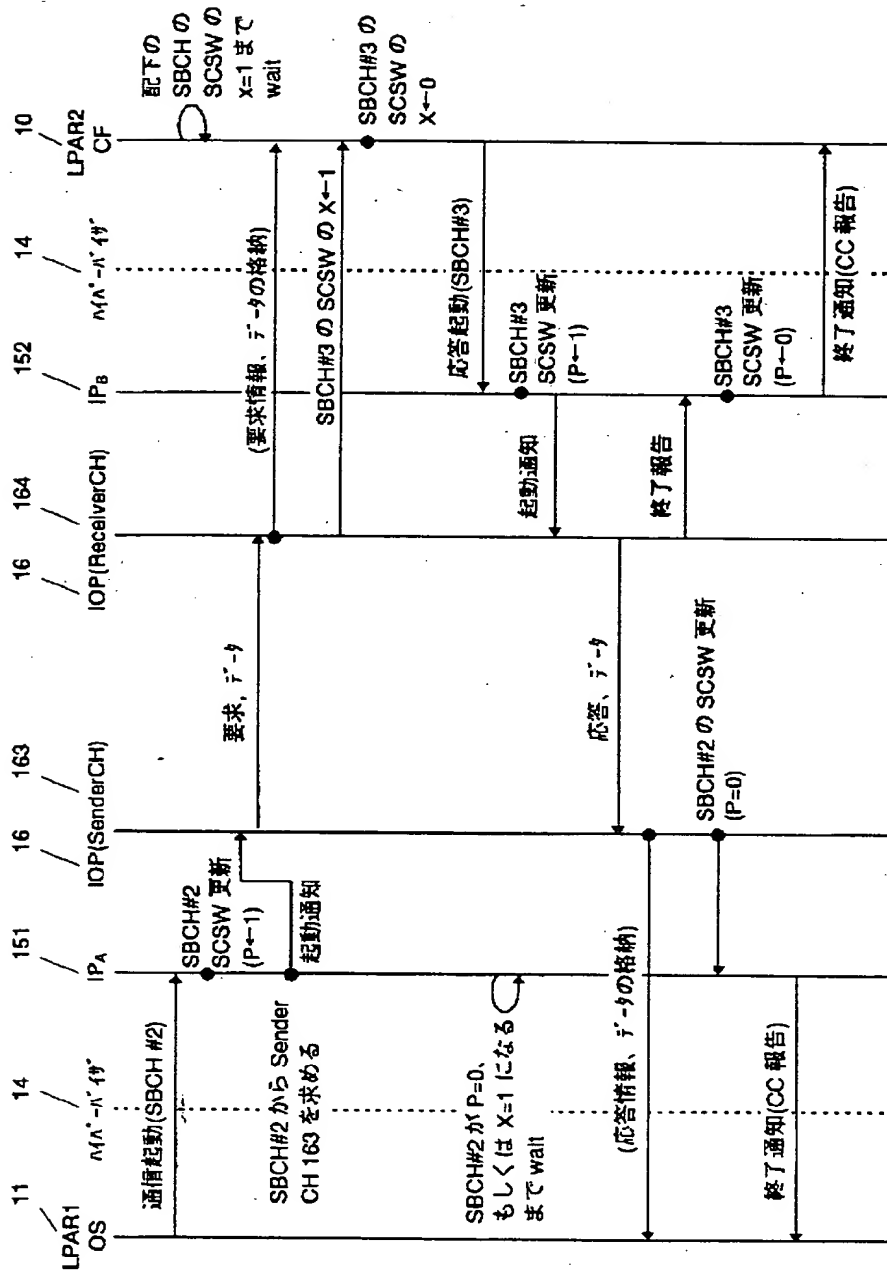 11
LPAR1
OS
14
ハイパーバイザ
151
IPA
16
163
IOP(SenderCH)
16
164
IOP(ReceiverCH)
152
IPB
14
ハイパーバイザ
10
LPAR2
CF
通信起動(SBCH #2)
SBCH#2
SCSW 更新
(P←1)
SBCH#2 から Sender
CH 163 を求める
起動通知
要求, データ
(要求情報、データの格納)
配下の
SBCH の
SCSW の
X=1 まで
wait
SBCH#3 の SCSW の X←1
SBCH#3 の
SCSW の
X←0
応答起動(SBCH#3)
SBCH#3
SCSW 更新
(P←1)
起動通知
SBCH#2 が P=0、
もしくは X=1 になる
まで wait
応答、データ
(応答情報、データの格納)
SBCH#2 の SCSW 更新
(P=0)
終了報告
SBCH#3
SCSW 更新
(P←0)
終了通知(CC 報告)
終了通知(CC 報告)